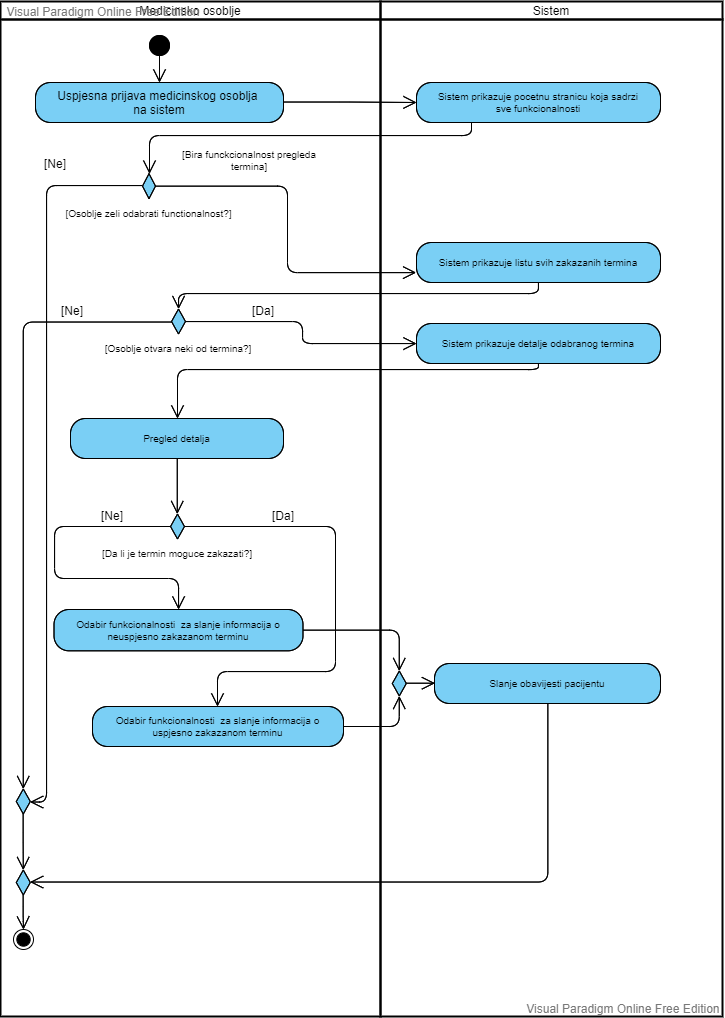 Visual Paradigm Online Free Edition
Medicinsko osoblje
Sistem
Uspjesna prijava medicinskog osoblja
na sistem
Sistem prikazuje pocetnu stranicu koja sadrzi
sve funkcionalnosti
[Ne]
[Bira funckcionalnost pregleda
termina]
[Osoblje zeli odabrati functionalnost?]
Sistem prikazuje listu svih zakazanih termina
[Ne]
[Da]
[Osoblje otvara neki od termina?]
Sistem prikazuje detalje odabranog termina
Pregled detalja
[Ne]
[Da]
[Da li je termin moguce zakazati?]
Odabir funkcionalnosti za slanje informacija o
neuspjesno zakazanom terminu
Slanje obavijesti pacijentu
Odabir funkcionalnosti za slanje informacija o
uspjesno zakazanom terminu
Visual Paradigm Online Free Edition